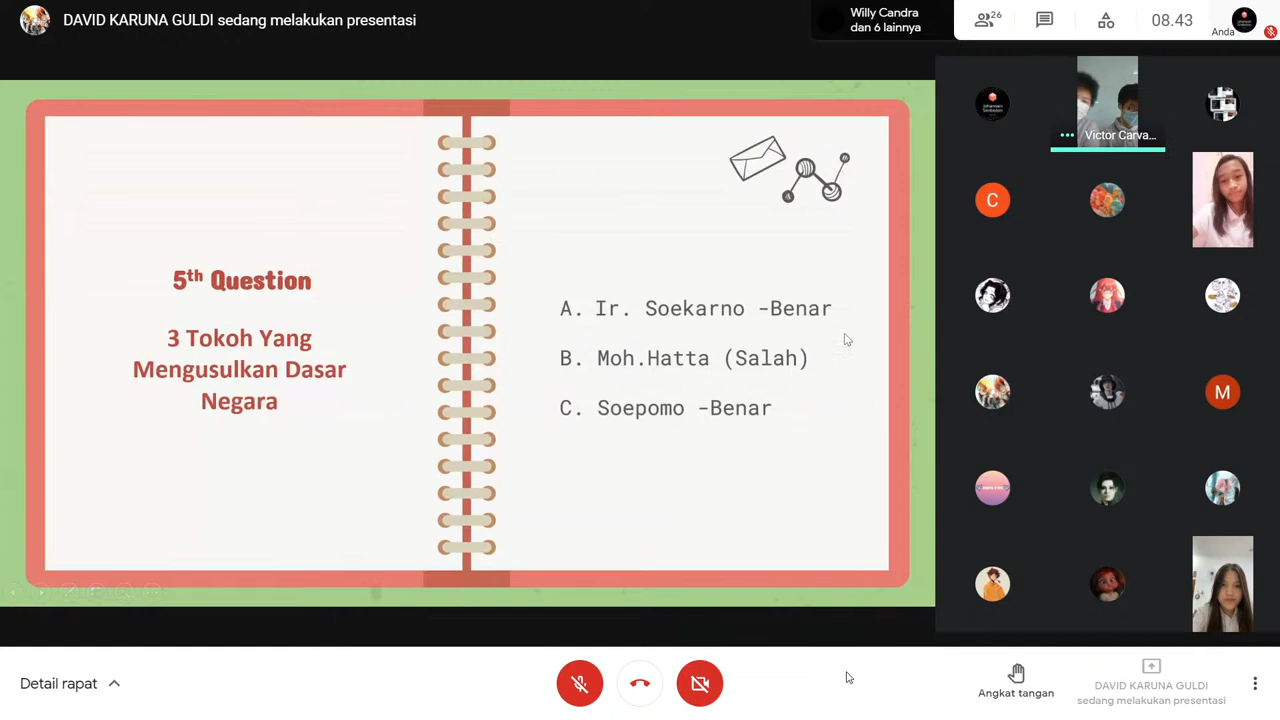 DAVID KARUNA GULDI sedang melakukan presentasi
Willy Candra
dan 6 lainnya
26
08.43
Anda
5th Question
3 Tokoh Yang
Mengusulkan Dasar
Negara
A. Ir. Soekarno -Benar
B. Moh.Hatta (Salah)
C. Soepomo -Benar
Victor Carva...
C
M
Detail rapat
Angkat tangan
DAVID KARUNA GULDI
sedang melakukan presentasi